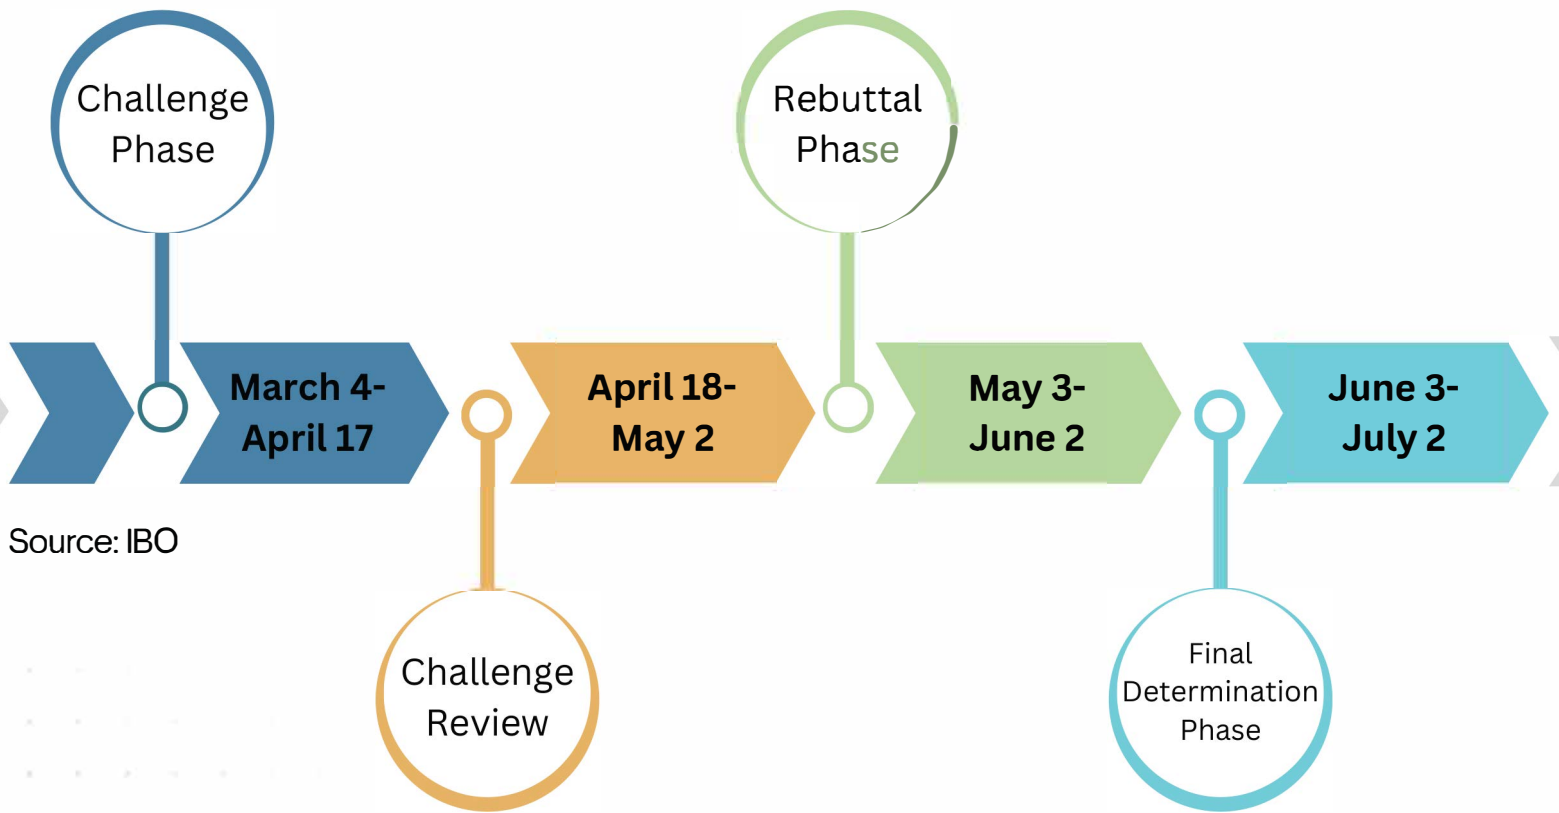 Challenge
Phase
Rebuttal
Phase
March 4-
April 17
April 18-
May 2
May 3-
June 2
June 3-
July 2
Source: IBO
Challenge
Review
Final
Determination
Phase